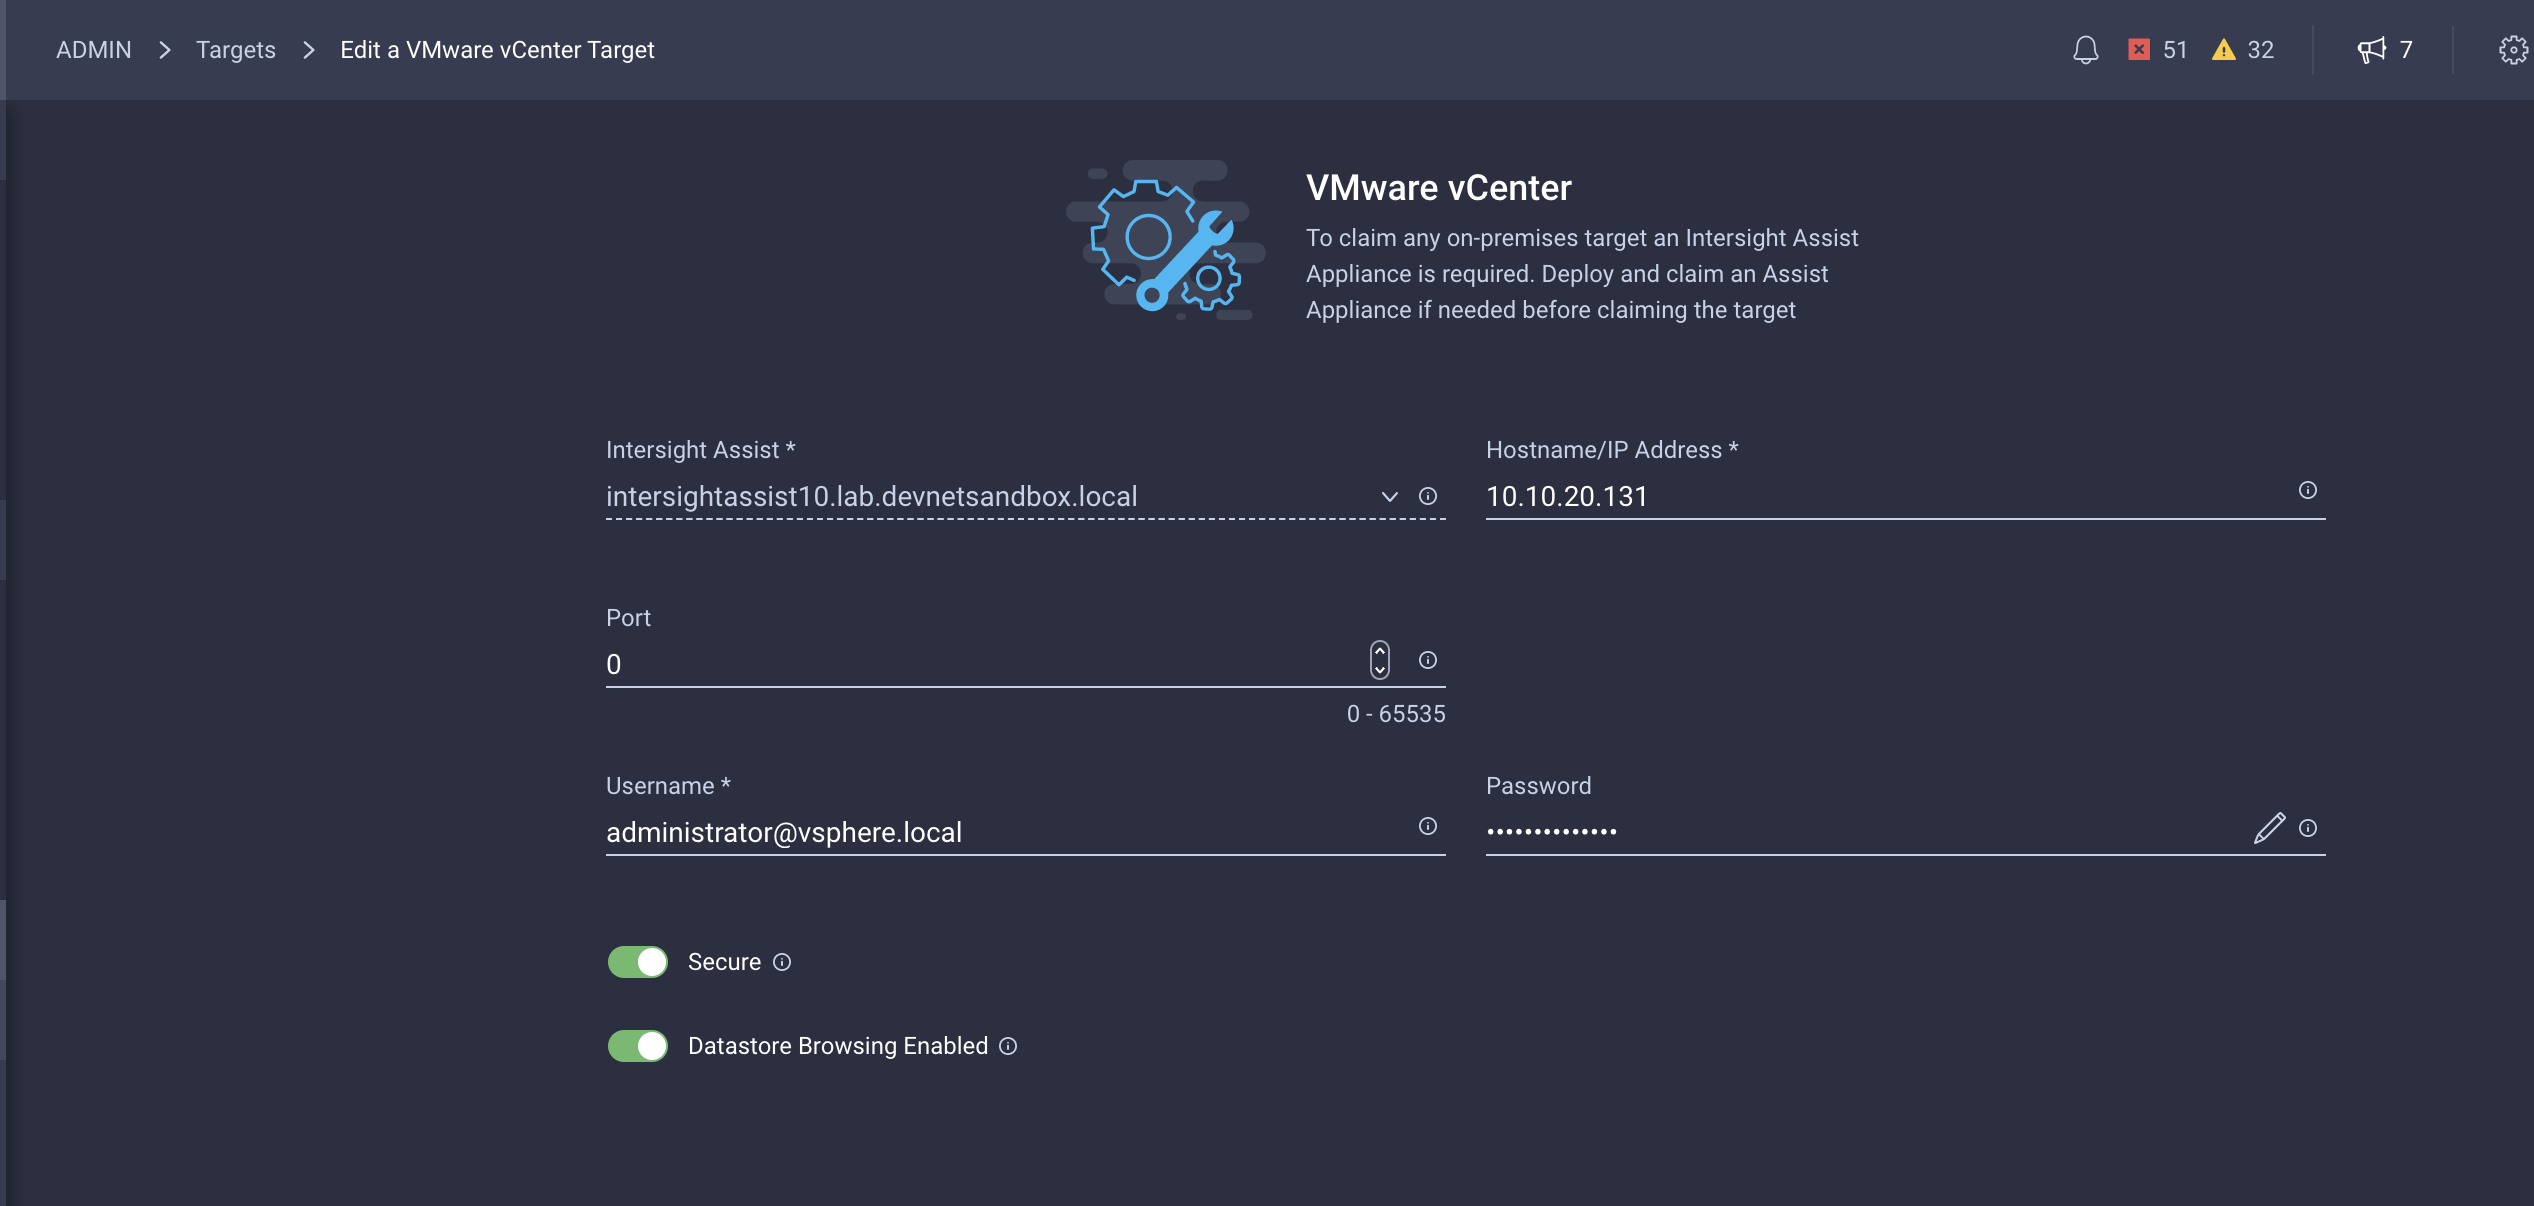 ADMIN > Targets > Edit a VMware vCenter Target
51 32 7
VMware vCenter
To claim any on-premises target an Intersight Assist
Appliance is required. Deploy and claim an Assist
Appliance if needed before claiming the target
Intersight Assist *
intersightassist10.lab.devnetsandbox.local
Hostname/IP Address *
10.10.20.131
Port
0
0 - 65535
Username *
administrator@vsphere.local
Password
••••••••••••••
Secure
Datastore Browsing Enabled